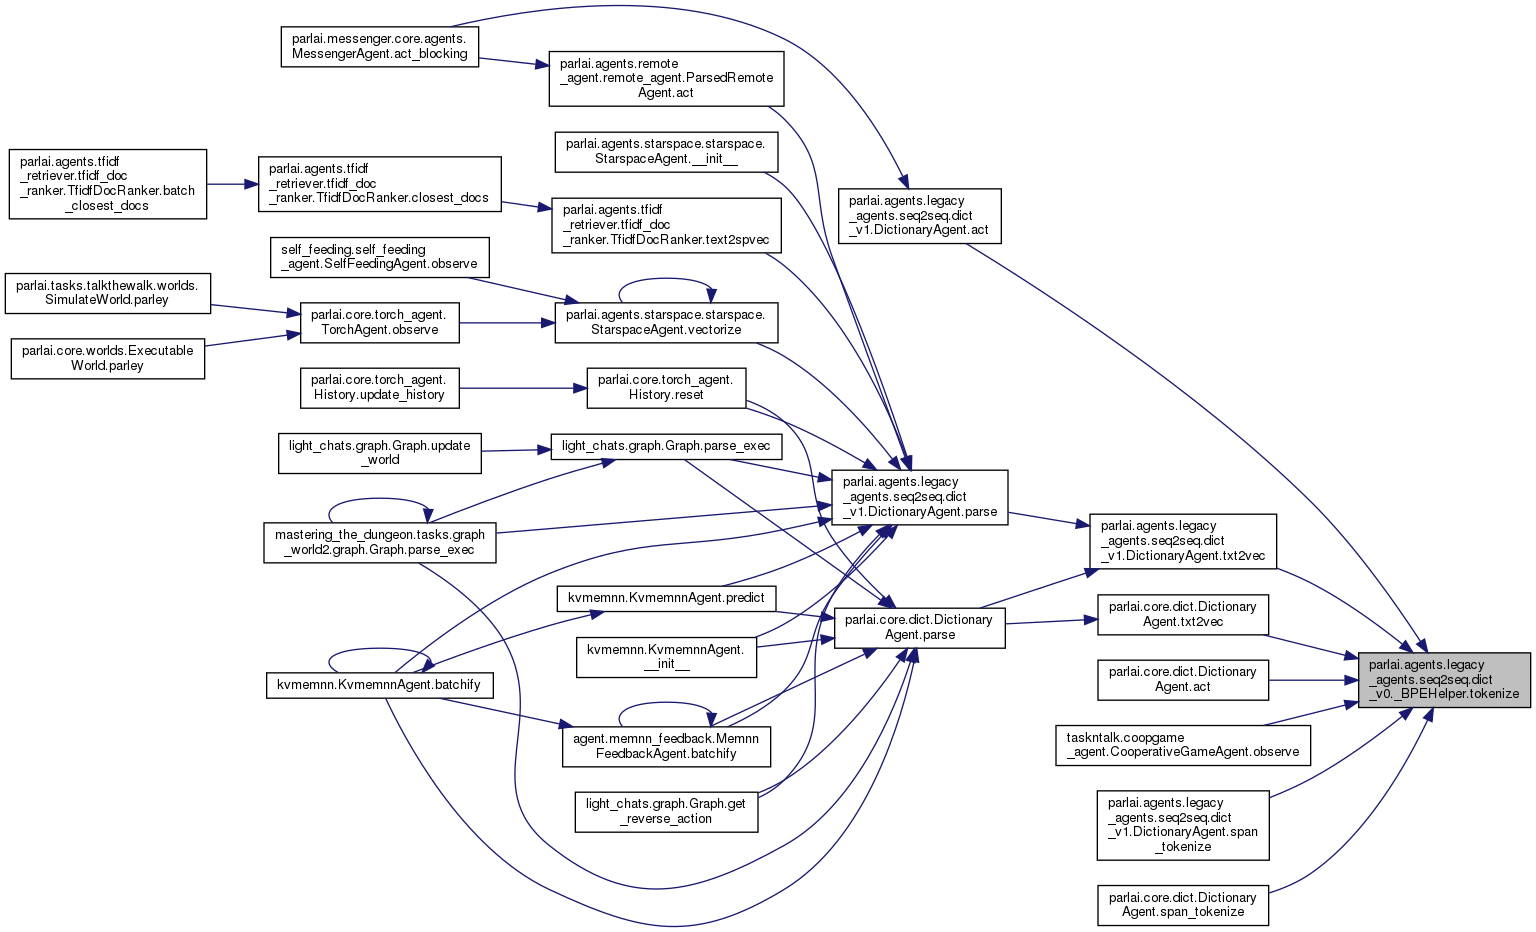 parlai.messenger.core.agents.
MessengerAgent.act_blocking
parlai.agents.remote
_agent.remote_agent.ParsedRemote
Agent.act
parlai.agents.starspace.starspace.
StarspaceAgent.__init__
parlai.agents.tfidf
_retriever.tfidf_doc
_ranker.TfidfDocRanker.batch
_closest_docs
parlai.agents.tfidf
_retriever.tfidf_doc
_ranker.TfidfDocRanker.closest_docs
parlai.agents.tfidf
_retriever.tfidf_doc
_ranker.TfidfDocRanker.text2spvec
parlai.agents.legacy
_agents.seq2seq.dict
_v1.DictionaryAgent.act
self_feeding.self_feeding
_agent.SelfFeedingAgent.observe
parlai.tasks.talkthewalk.worlds.
SimulateWorld.parley
parlai.core.torch_agent.
TorchAgent.observe
parlai.agents.starspace.starspace.
StarspaceAgent.vectorize
parlai.core.worlds.Executable
World.parley
parlai.core.torch_agent.
History.update_history
parlai.core.torch_agent.
History.reset
light_chats.graph.Graph.update
_world
light_chats.graph.Graph.parse_exec
parlai.agents.legacy
_agents.seq2seq.dict
_v1.DictionaryAgent.parse
mastering_the_dungeon.tasks.graph
_world2.graph.Graph.parse_exec
parlai.agents.legacy
_agents.seq2seq.dict
_v1.DictionaryAgent.txt2vec
kvmemnn.KvmemnnAgent.predict
parlai.core.dict.Dictionary
Agent.parse
parlai.core.dict.Dictionary
Agent.txt2vec
kvmemnn.KvmemnnAgent.
__init__
parlai.core.dict.Dictionary
Agent.act
parlai.agents.legacy
_agents.seq2seq.dict
_v0._BPEHelper.tokenize
kvmemnn.KvmemnnAgent.batchify
agent.memnn_feedback.Memnn
FeedbackAgent.batchify
taskntalk.coopgame
_agent.CooperativeGameAgent.observe
light_chats.graph.Graph.get
_reverse_action
parlai.agents.legacy
_agents.seq2seq.dict
_v1.DictionaryAgent.span
_tokenize
parlai.core.dict.Dictionary
Agent.span_tokenize